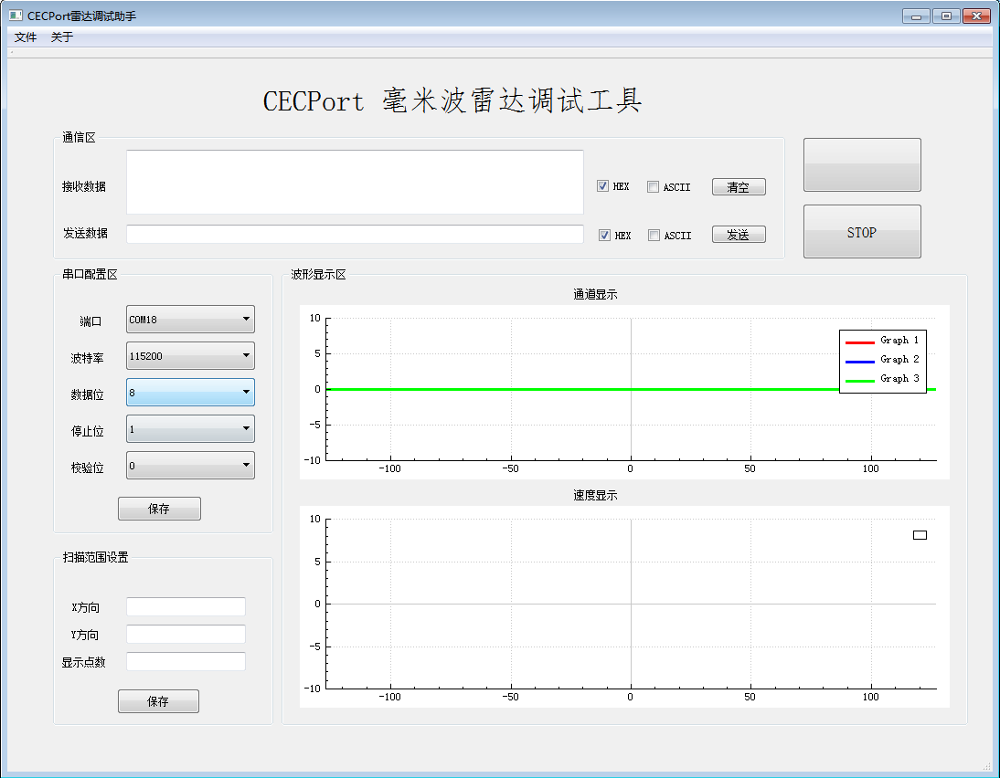 CECPort雷达调试助手
文件 关于
CECPort 毫米波雷达调试工具
通信区
接收数据 HEX ASCII 清空
发送数据 HEX ASCII 发送
STOP
串口配置区
端口 COM18
波特率 115200
数据位 8
停止位 1
校验位 0
保存
扫描范围设置
X方向
Y方向
显示点数
保存
波形显示区
通道显示
10
5
0
-5
-10
-100 -50 0 50 100
Graph 1
Graph 2
Graph 3
速度显示
10
5
0
-5
-10
-100 -50 0 50 100